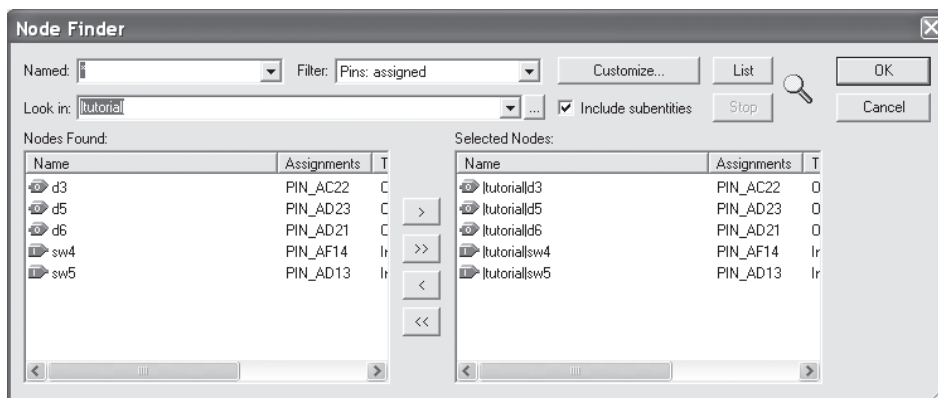 Node Finder
Named: * Filter: Pins: assigned Customize... List OK
Look in: |tutorial| ... Include subentities Stop Cancel
Nodes Found: Selected Nodes:
Name Assignments T Name Assignments T
d3 PIN_AC22 |tutorial|d3 PIN_AC22 O
d5 PIN_AD23 > |tutorial|d5 PIN_AD23 O
d6 PIN_AD21 |tutorial|d6 PIN_AD21 O
sw4 PIN_AF14 >> |tutorial|sw4 PIN_AF14 In
sw5 PIN_AD13 |tutorial|sw5 PIN_AD13 In
<
<<